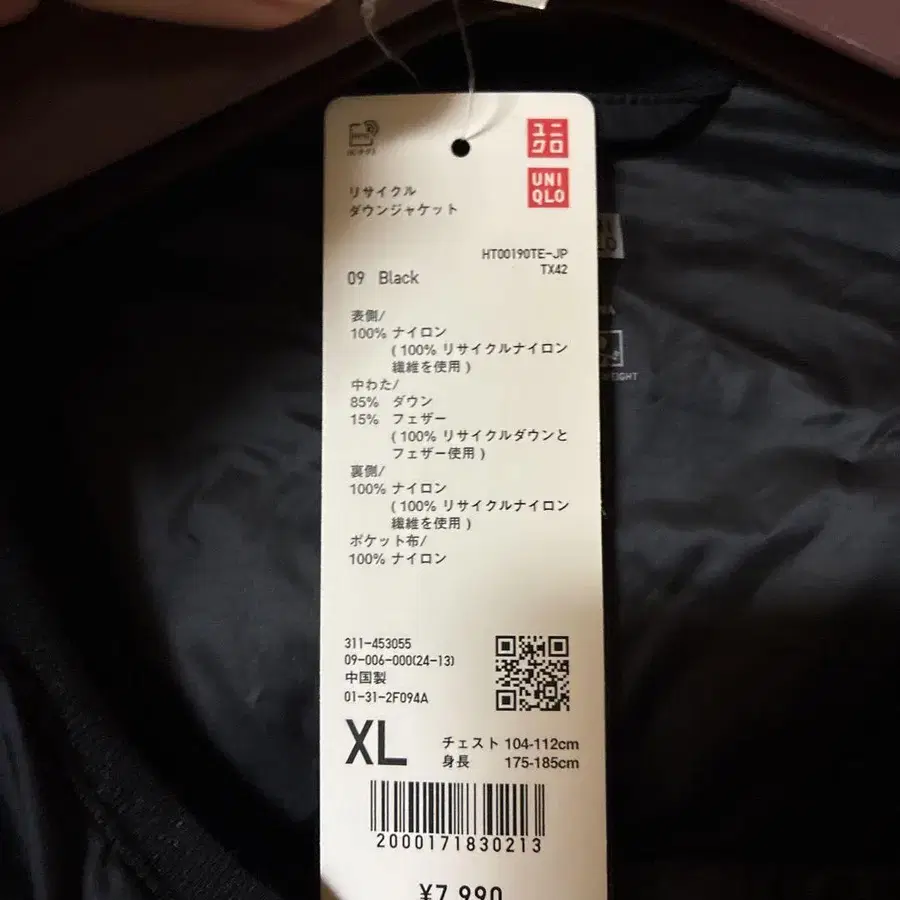 ユニ
クロ
UNI
QLO
リサイクル
ダウンジャケット
HT00190TE-JP
TX42
09 Black
表側/
100% ナイロン
( 100% リサイクルナイロン
繊維を使用 )
中わた/
85% ダウン
15% フェザー
( 100% リサイクルダウンと
フェザー使用 )
裏側/
100% ナイロン
( 100% リサイクルナイロン
繊維を使用 )
ポケット布/
100% ナイロン
311-453055
09-006-000(24-13)
中国製
01-31-2F094A
XL
チェスト 104-112cm
身長 175-185cm
2000171830213
¥7,990